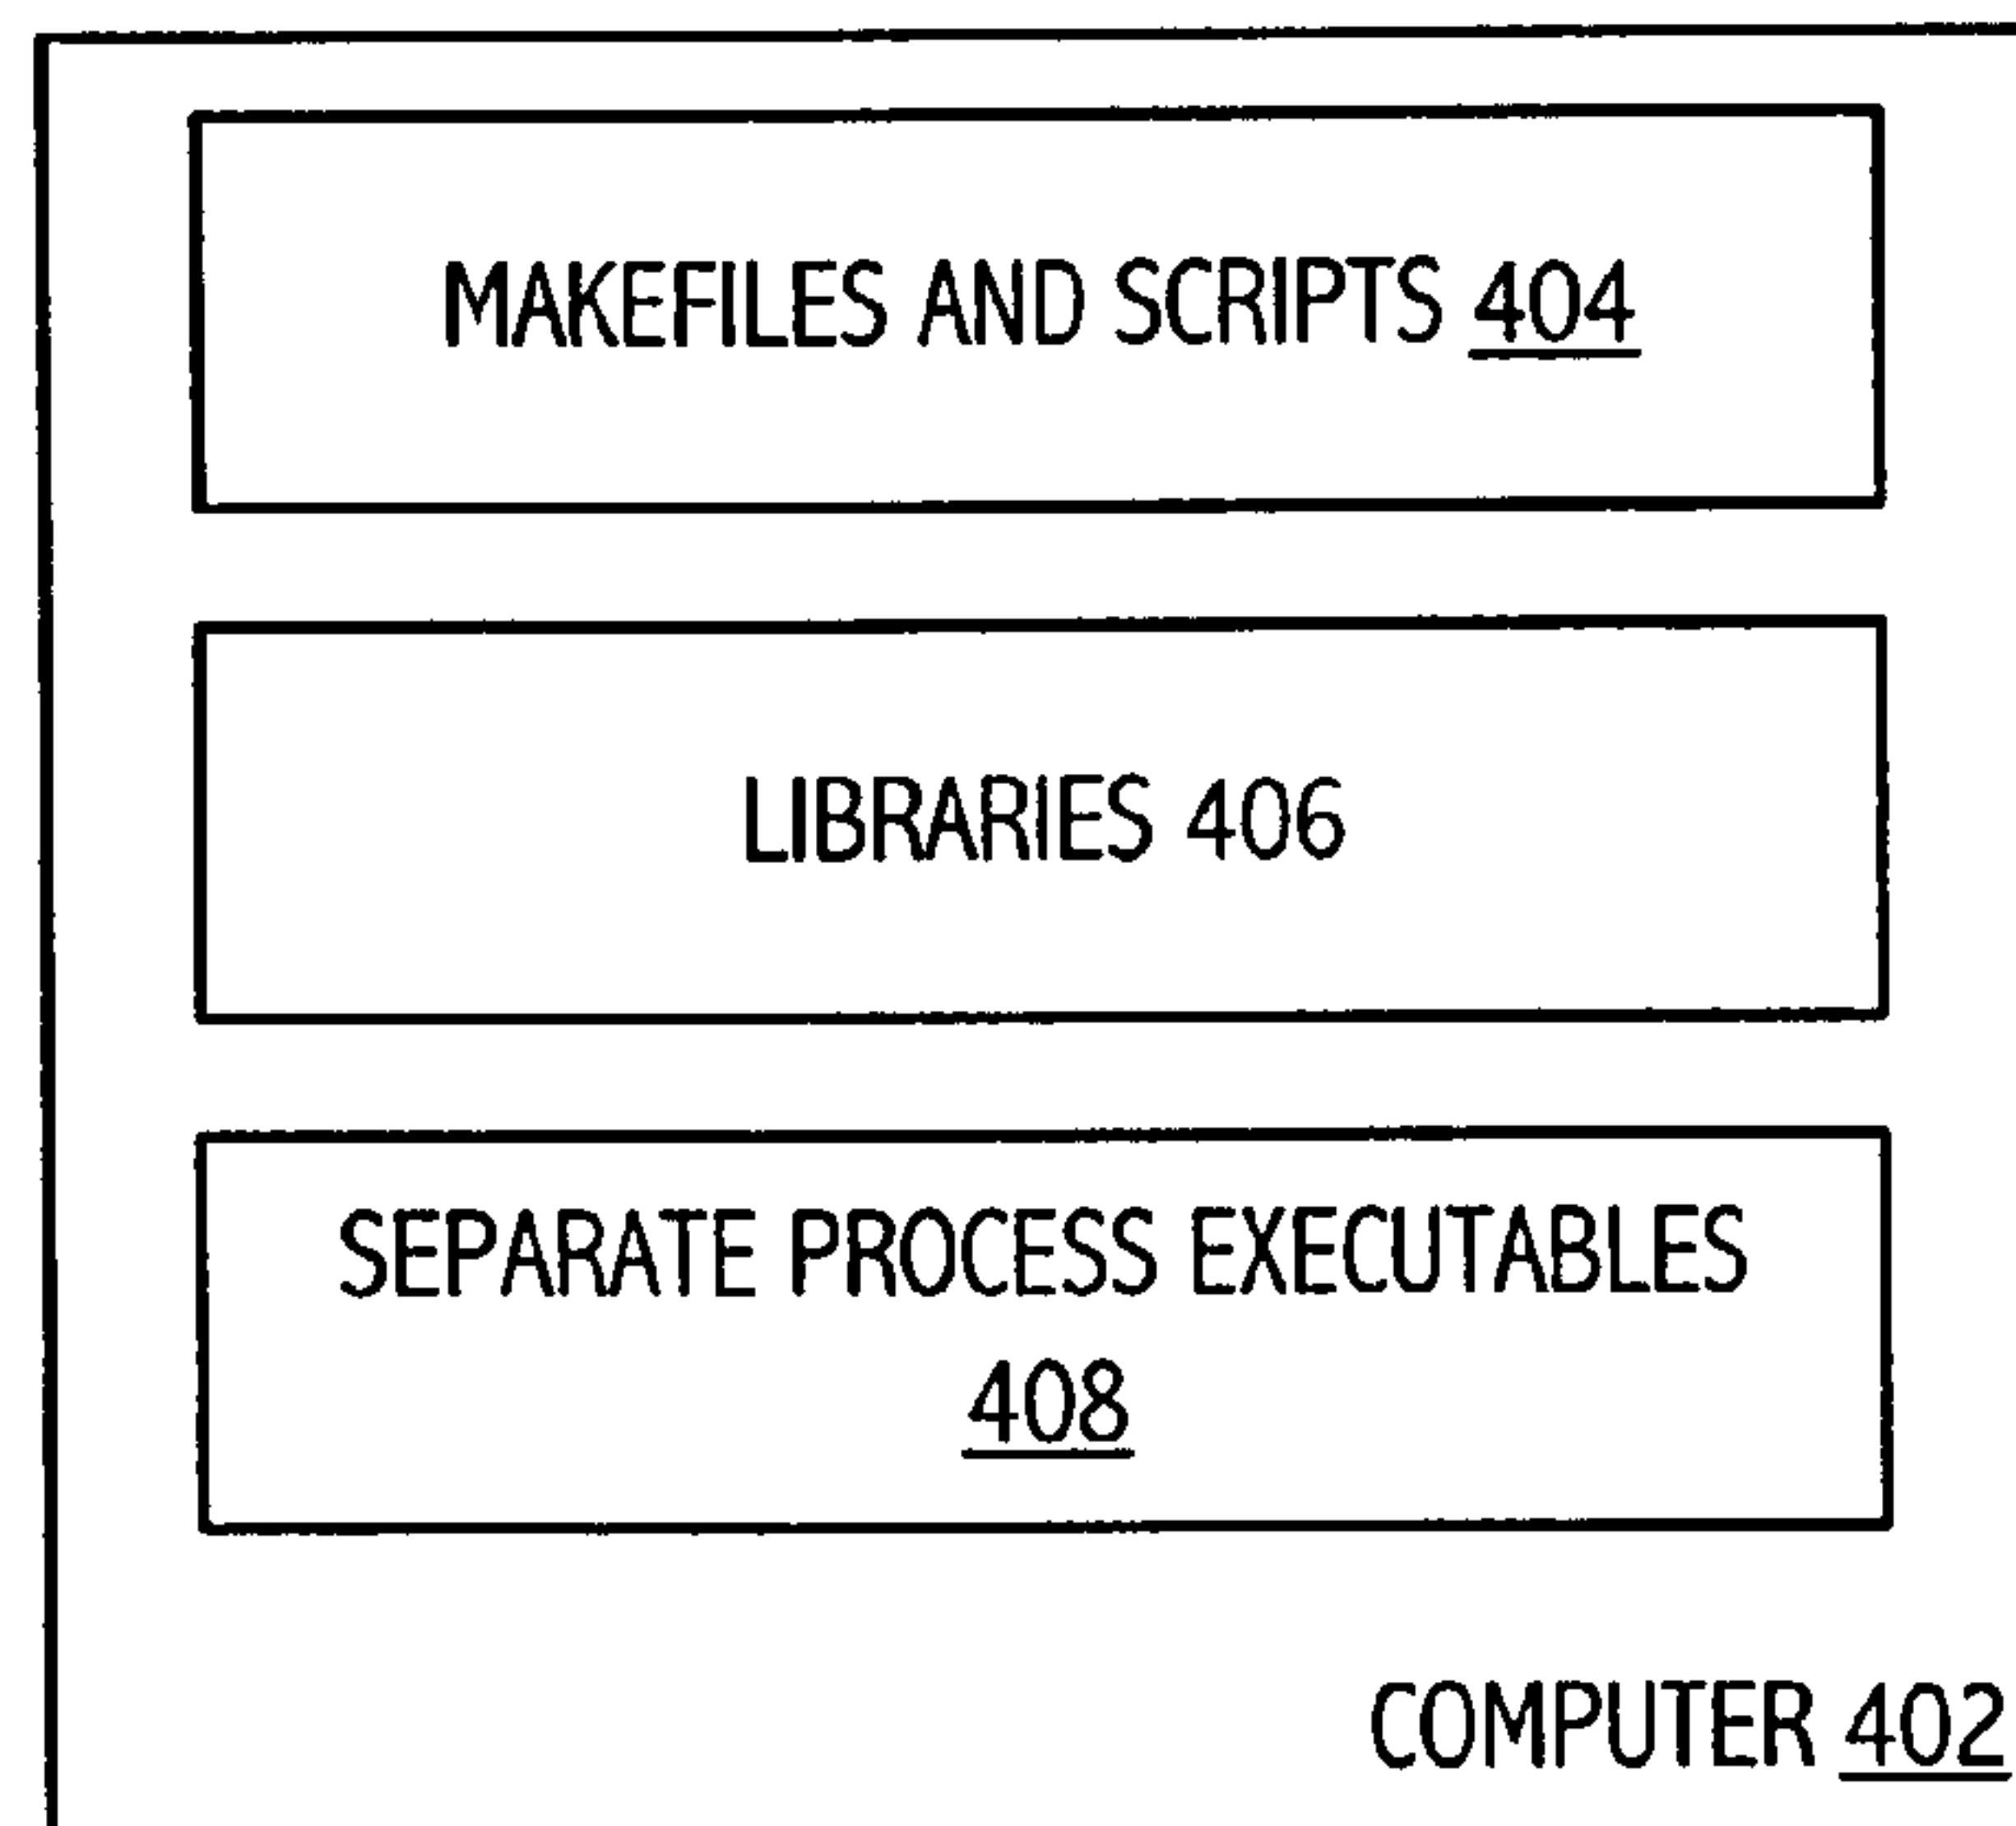 MAKEFILES AND SCRIPTS 404
LIBRARIES 406
SEPARATE PROCESS EXECUTABLES
408
COMPUTER 402